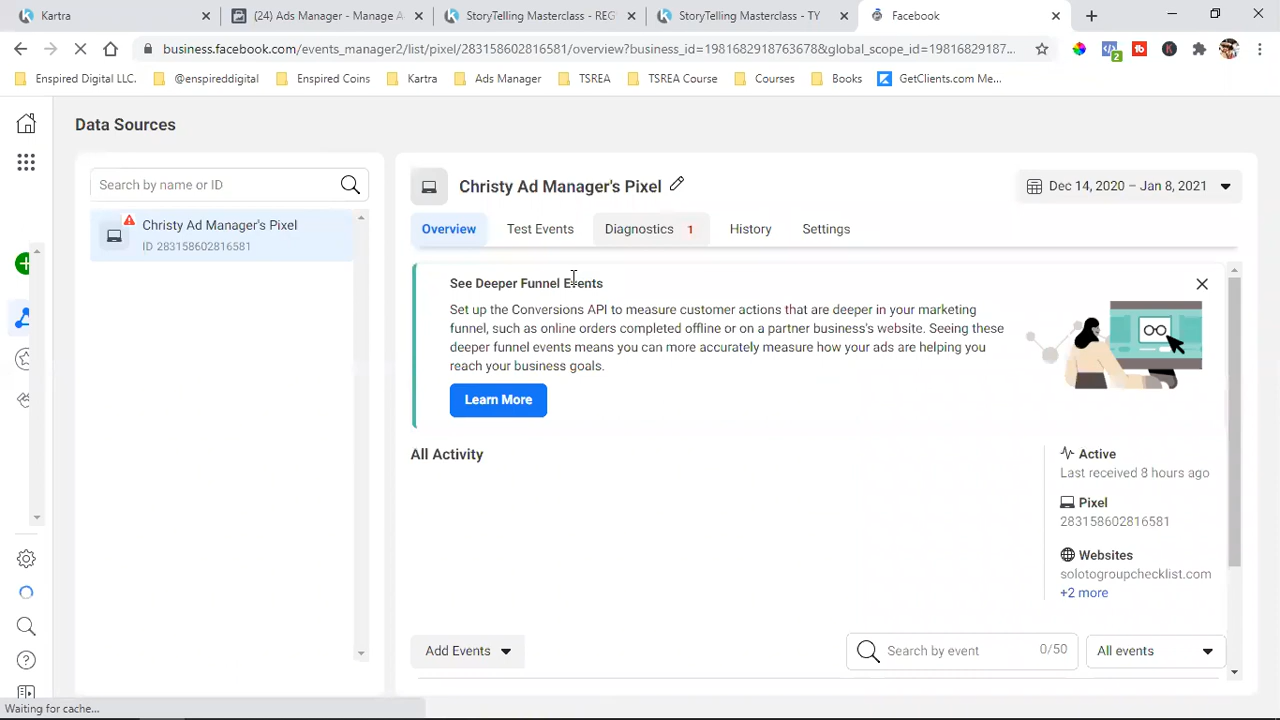 Kartra
(24) Ads Manager - Manage A
StoryTelling Masterclass - REG
StoryTelling Masterclass - TY
Facebook
business.facebook.com/events_manager2/list/pixel/283158602816581/overview?business_id=1981682918763678&global_scope_id=19816829187...
2
Enspired Digital LLC.
@enspireddigital
Enspired Coins
Kartra
Ads Manager
TSREA
TSREA Course
Courses
Books
GetClients.com Me...
Data Sources
Search by name or ID
Christy Ad Manager's Pixel
ID 283158602816581
Christy Ad Manager's Pixel
Dec 14, 2020 – Jan 8, 2021
Overview
Test Events
Diagnostics 1
History
Settings
See Deeper Funnel Events
Set up the Conversions API to measure customer actions that are deeper in your marketing
funnel, such as online orders completed offline or on a partner business's website. Seeing these
deeper funnel events means you can more accurately measure how your ads are helping you
reach your business goals.
Learn More
All Activity
Active
Last received 8 hours ago
Pixel
283158602816581
Websites
solotogroupchecklist.com
+2 more
Add Events
Search by event
0/50
All events
Waiting for cache...